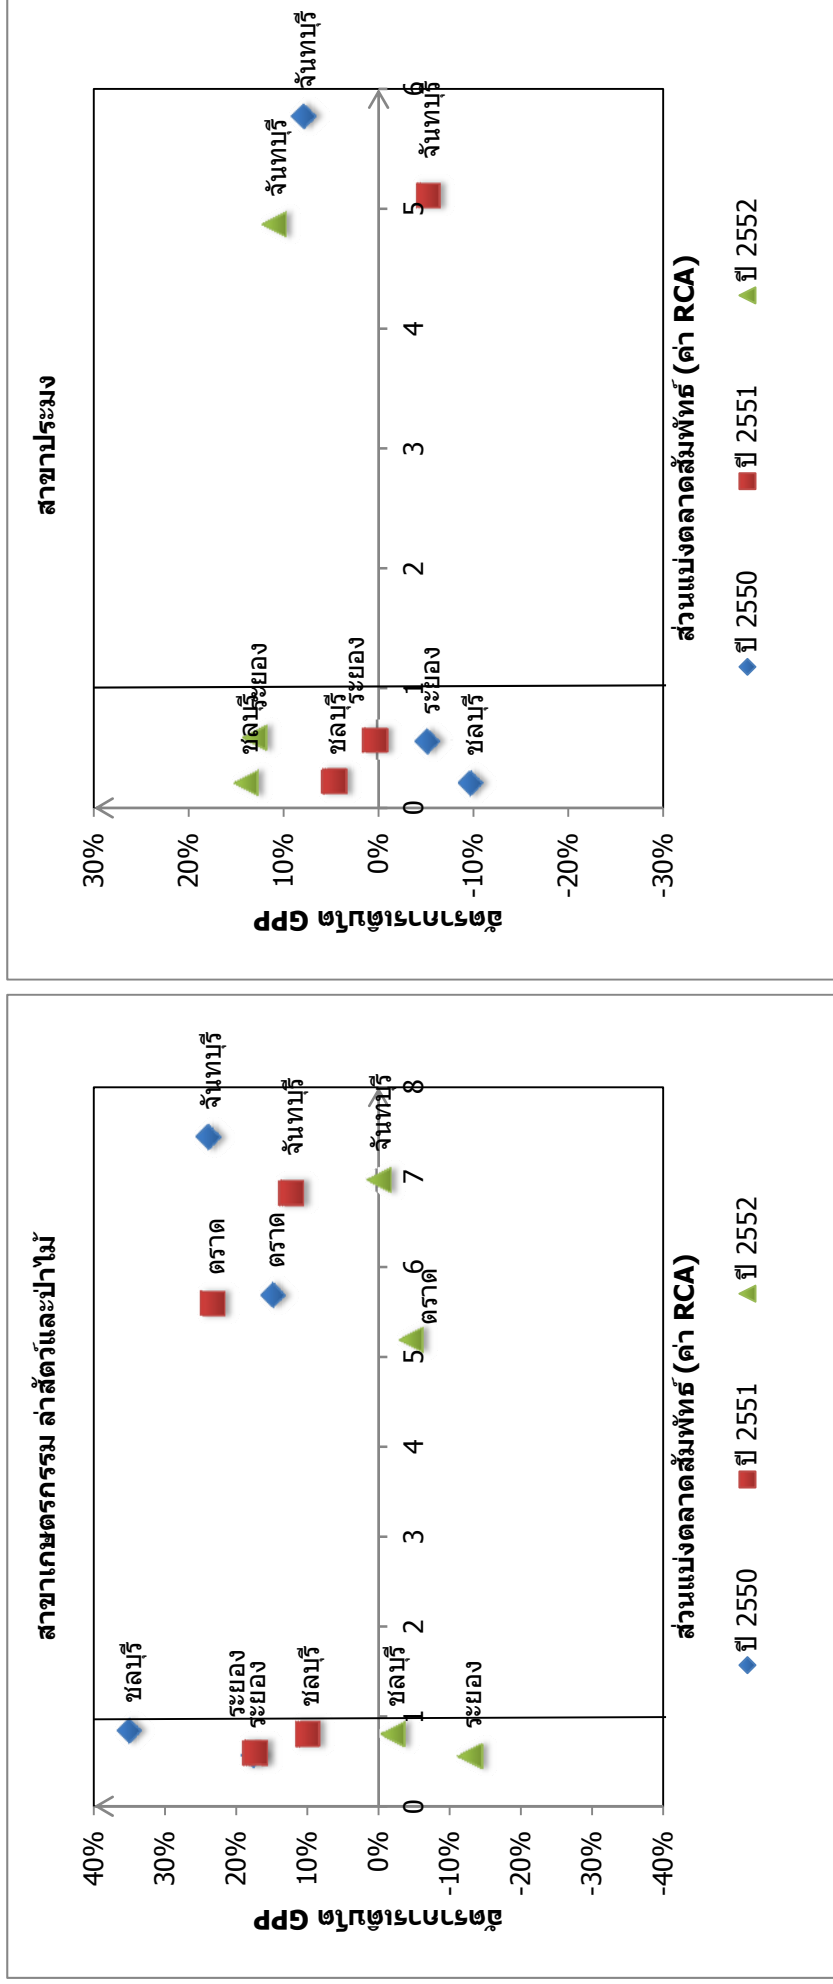 สาขาเกษตรกรรม ล่าสัตว์และป่าไม้
อัตราการเติบโต GPP
40%
30%
20%
10%
0%
-10%
-20%
-30%
-40%
0
1
2
3
4
5
6
7
8
ชลบุรี
ระยอง
ระยอง
ชลบุรี
ชลบุรี
ระยอง
ตราด
ตราด
ตราด
จันทบุรี
จันทบุรี
จันทบุรี
ส่วนแบ่งตลาดสัมพัทธ์ (ค่า RCA)
ปี 2550
ปี 2551
ปี 2552
สาขาประมง
อัตราการเติบโต GPP
30%
20%
10%
0%
-10%
-20%
-30%
0
1
2
3
4
5
6
ชลบุรี
ระยอง
ชลบุรี
ระยอง
ระยอง
ชลบุรี
จันทบุรี
จันทบุรี
จันทบุรี
ส่วนแบ่งตลาดสัมพัทธ์ (ค่า RCA)
ปี 2550
ปี 2551
ปี 2552